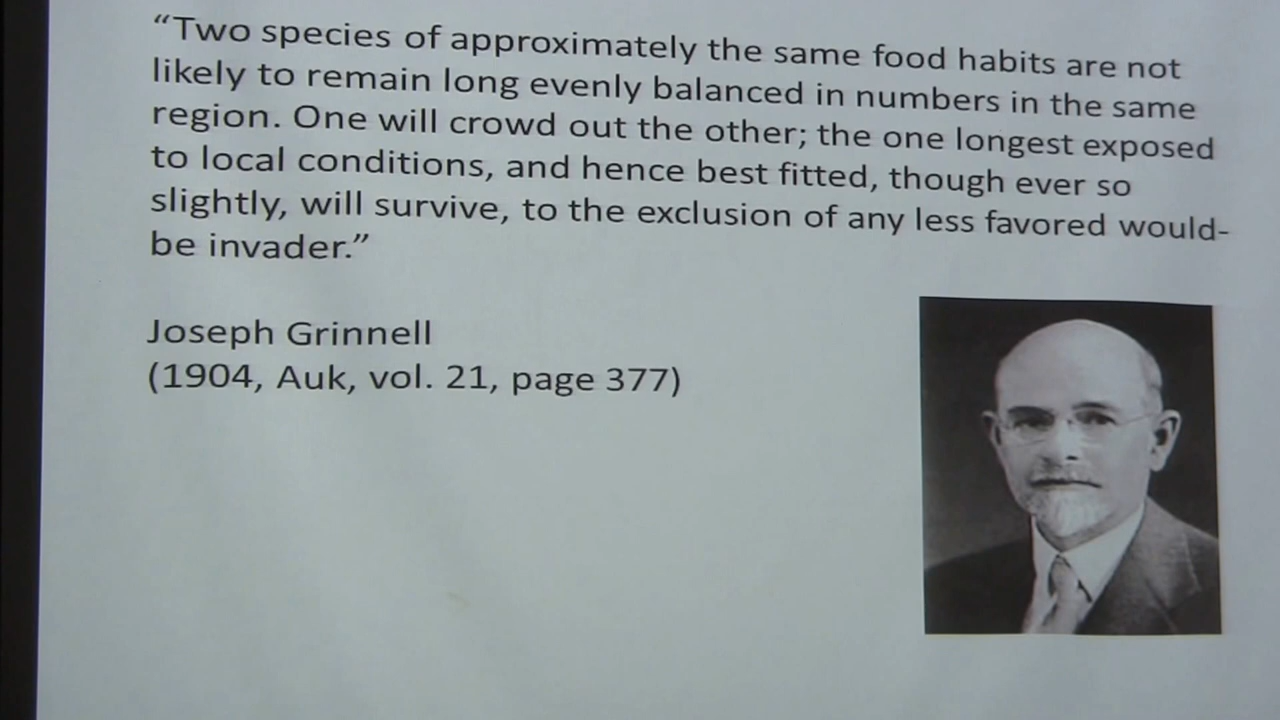 “Two species of approximately the same food habits are not
likely to remain long evenly balanced in numbers in the same
region. One will crowd out the other; the one longest exposed
to local conditions, and hence best fitted, though ever so
slightly, will survive, to the exclusion of any less favored would-
be invader.”
Joseph Grinnell
(1904, Auk, vol. 21, page 377)